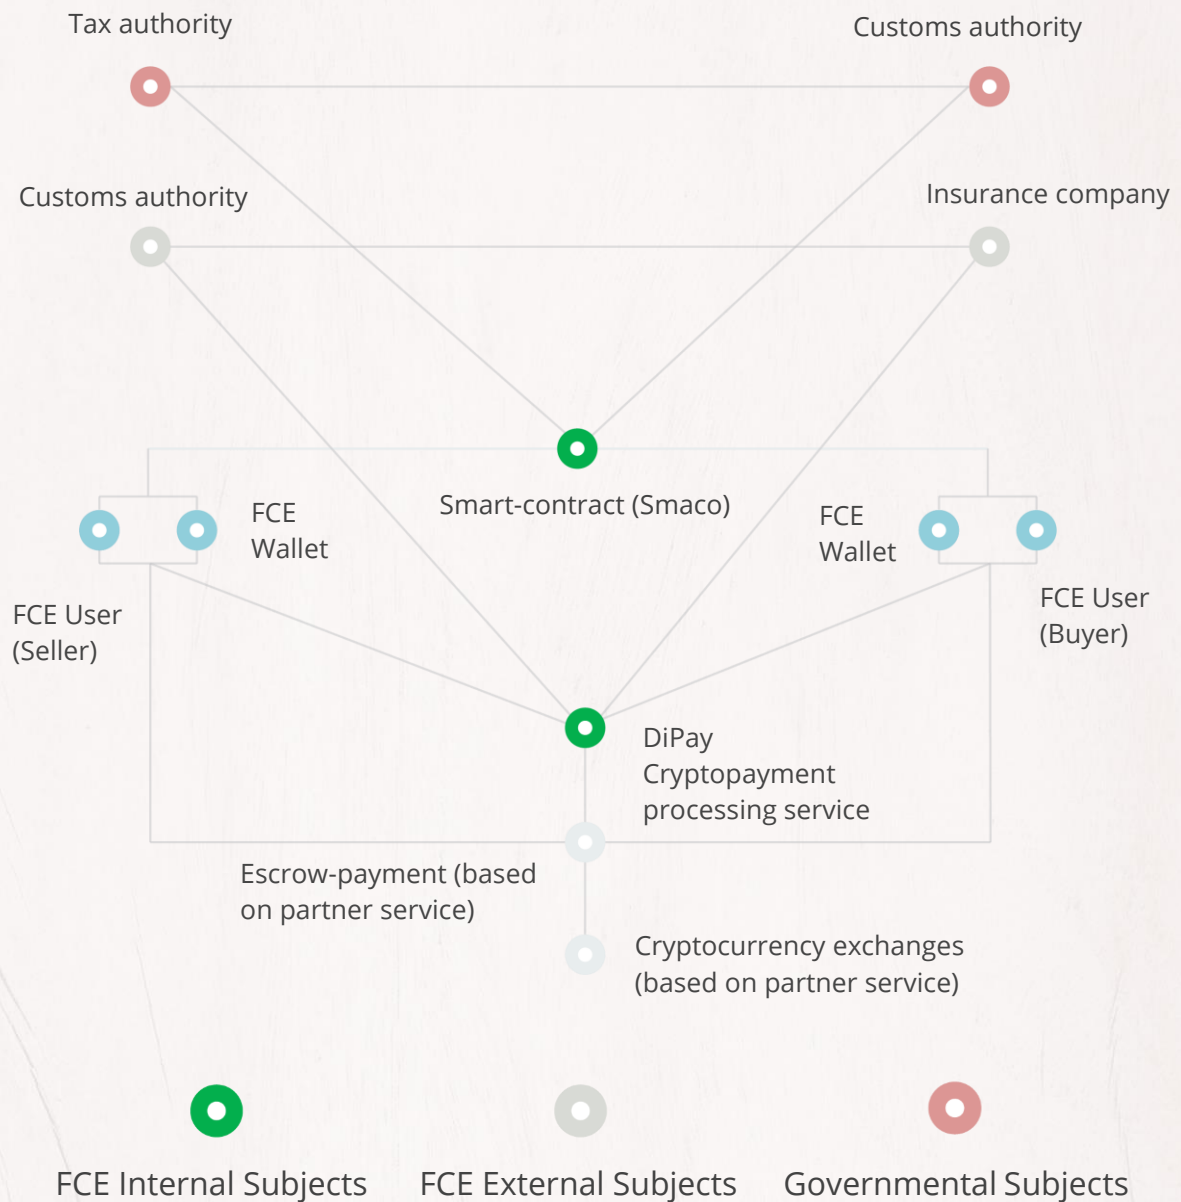 Tax authority
Customs authority
Customs authority
Insurance company
Smart-contract (Smaco)
FCE
Wallet
FCE
Wallet
FCE User
(Seller)
FCE User
(Buyer)
DiPay
Cryptopayment
processing service
Escrow-payment (based
on partner service)
Cryptocurrency exchanges
(based on partner service)
FCE Internal Subjects
FCE External Subjects
Governmental Subjects